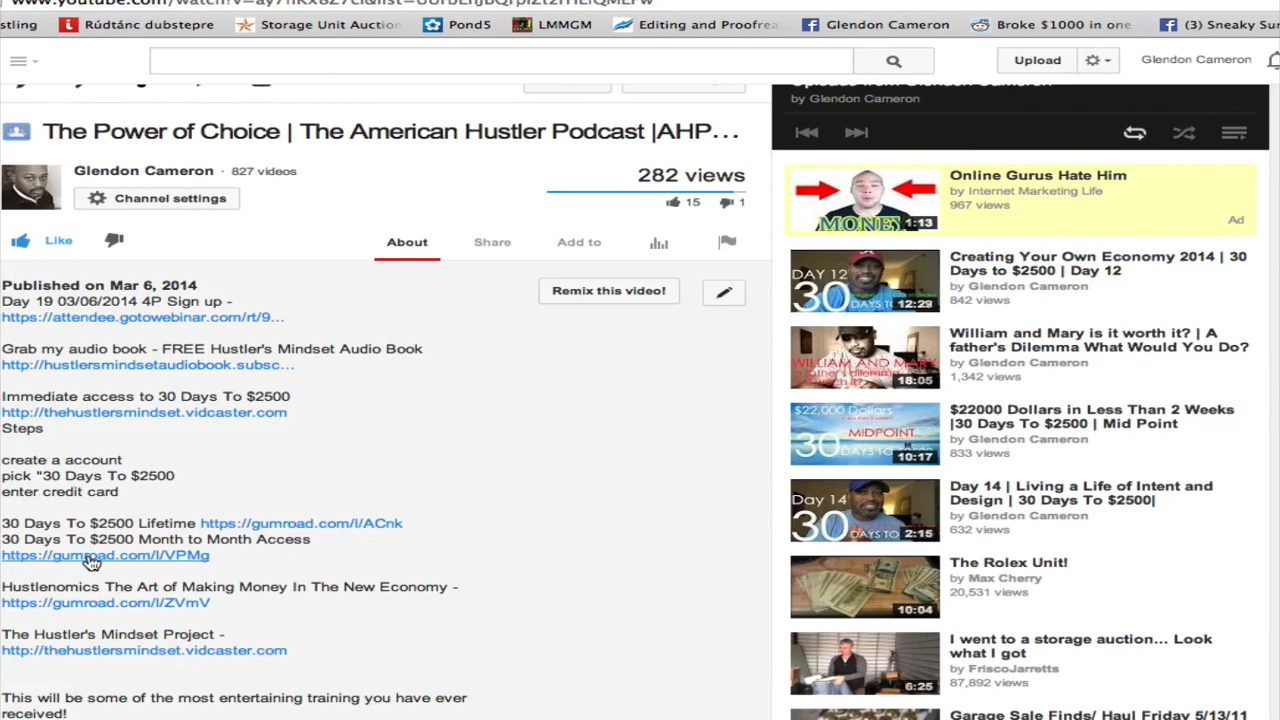 stling
Rúdtánc dubstepre
Storage Unit Auction
Pond5
LMMGM
Editing and Proofrea
Glendon Cameron
Broke $1000 in one
(3) Sneaky Su
Upload
Glendon Cameron
by Glendon Cameron
The Power of Choice | The American Hustler Podcast |AHP...
Glendon Cameron · 827 videos
Channel settings
282 views
15 1
Like
About
Share
Add to
Published on Mar 6, 2014
Remix this video!
Day 19 03/06/2014 4P Sign up -
https://attendee.gotowebinar.com/rt/9...
Grab my audio book - FREE Hustler's Mindset Audio Book
http://hustlersmindsetaudiobook.subsc...
Immediate access to 30 Days To $2500
http://thehustlersmindset.vidcaster.com
Steps
create a account
pick "30 Days To $2500
enter credit card
30 Days To $2500 Lifetime https://gumroad.com/l/ACnk
30 Days To $2500 Month to Month Access
https://gumroad.com/l/VPMg
Hustlenomics The Art of Making Money In The New Economy -
https://gumroad.com/l/ZVmV
The Hustler's Mindset Project -
http://thehustlersmindset.vidcaster.com
This will be some of the most entertaining training you have ever
received!
MONEY
1:13
Online Gurus Hate Him
by Internet Marketing Life
967 views
Ad
DAY 12
30
DAYS TO
12:29
Creating Your Own Economy 2014 | 30
Days to $2500 | Day 12
by Glendon Cameron
842 views
WILLIAM AND MARY
18:05
William and Mary is it worth it? | A
father's Dilemma What Would You Do?
by Glendon Cameron
1,342 views
$22,000 Dollars
MIDPOINT
30
10:17
$22000 Dollars in Less Than 2 Weeks
|30 Days To $2500 | Mid Point
by Glendon Cameron
833 views
Day 14
30
DAYS TO
2:15
Day 14 | Living a Life of Intent and
Design | 30 Days To $2500|
by Glendon Cameron
632 views
10:04
The Rolex Unit!
by Max Cherry
20,531 views
6:25
I went to a storage auction... Look
what I got
by FriscoJarretts
87,892 views
Garage Sale Finds/ Haul Friday 5/13/11